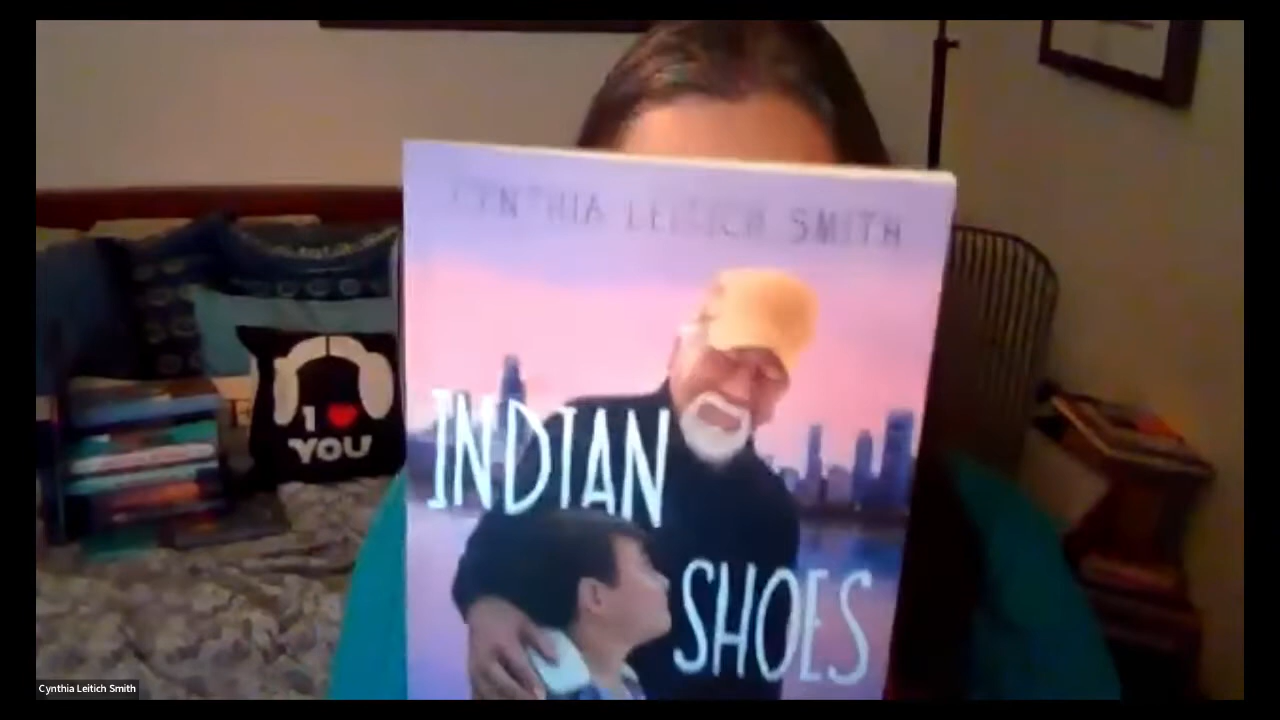 CYNTHIA LEITICH SMITH
INDIAN
SHOES
I ♥
YOU
Cynthia Leitich Smith